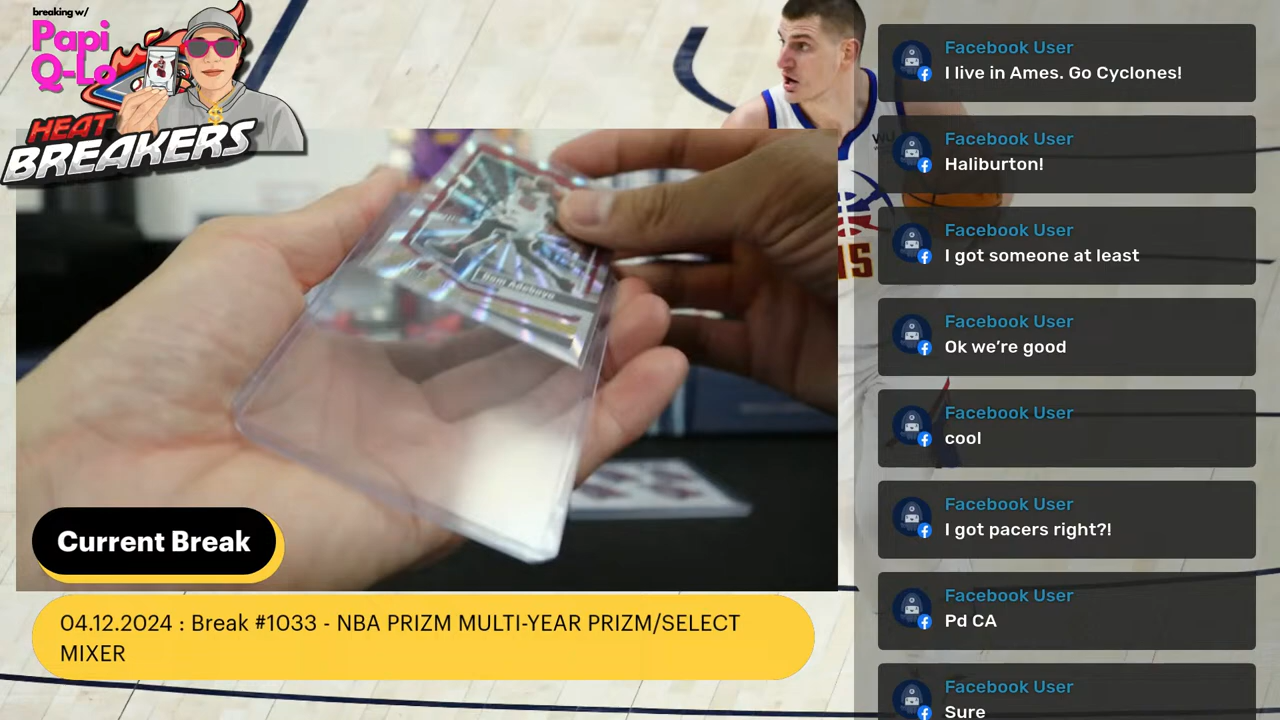 breaking w/
Papi
Q-Lo
HEAT
BREAKERS
Bam Adebayo
Current Break
04.12.2024 : Break #1033 - NBA PRIZM MULTI-YEAR PRIZM/SELECT
MIXER
Facebook User
I live in Ames. Go Cyclones!
Facebook User
Haliburton!
Facebook User
I got someone at least
Facebook User
Ok we’re good
Facebook User
cool
Facebook User
I got pacers right?!
Facebook User
Pd CA
Facebook User
Sure